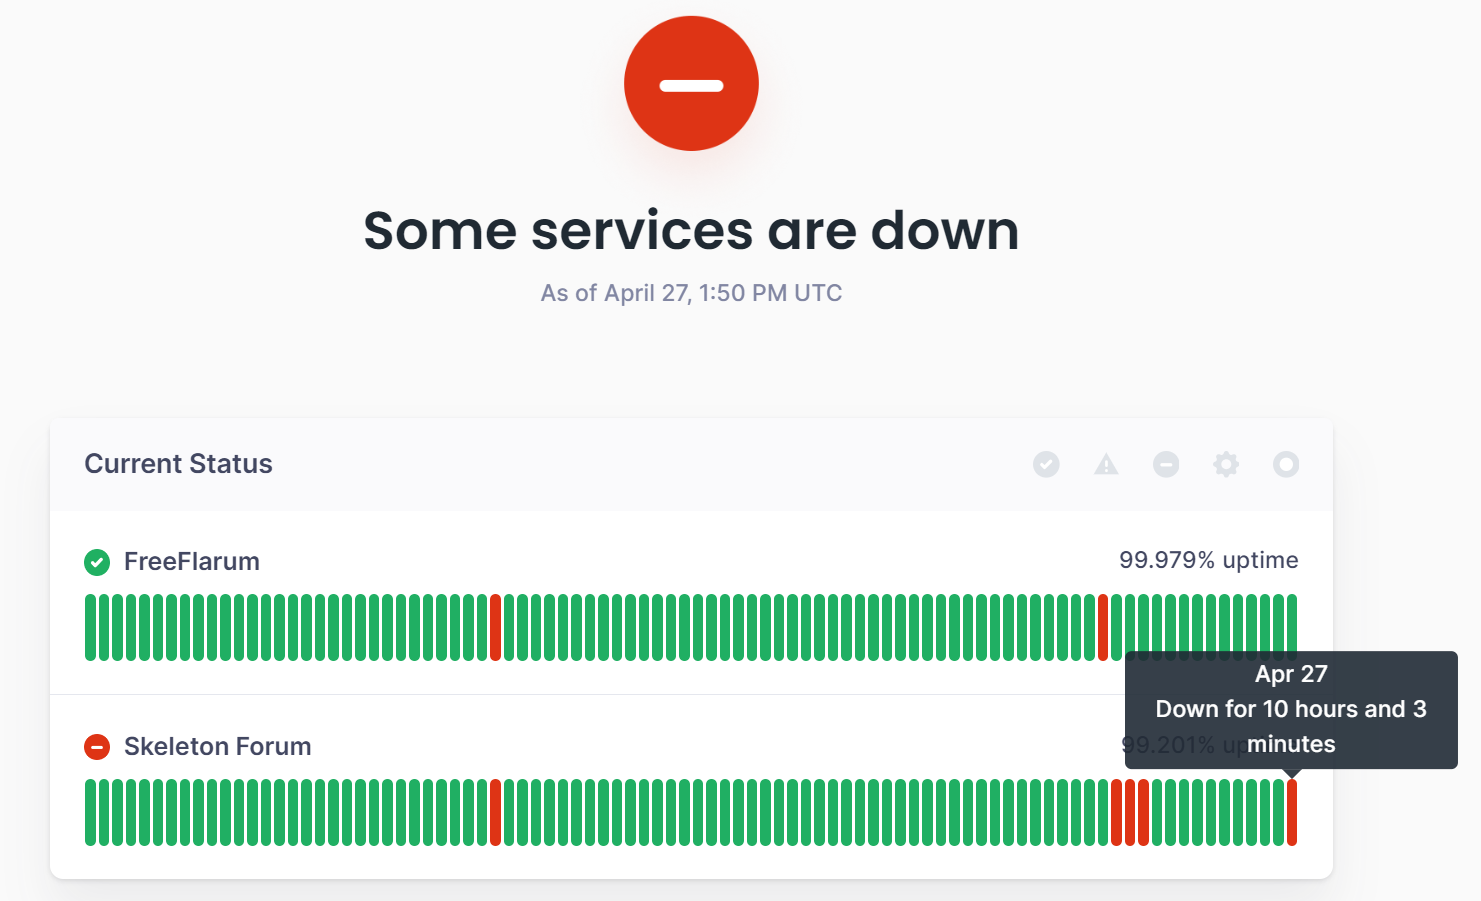 Some services are down
As of April 27, 1:50 PM UTC
Current Status
FreeFlarum
99.979% uptime
Apr 27
Down for 10 hours and 3
minutes
Skeleton Forum
99.201% up